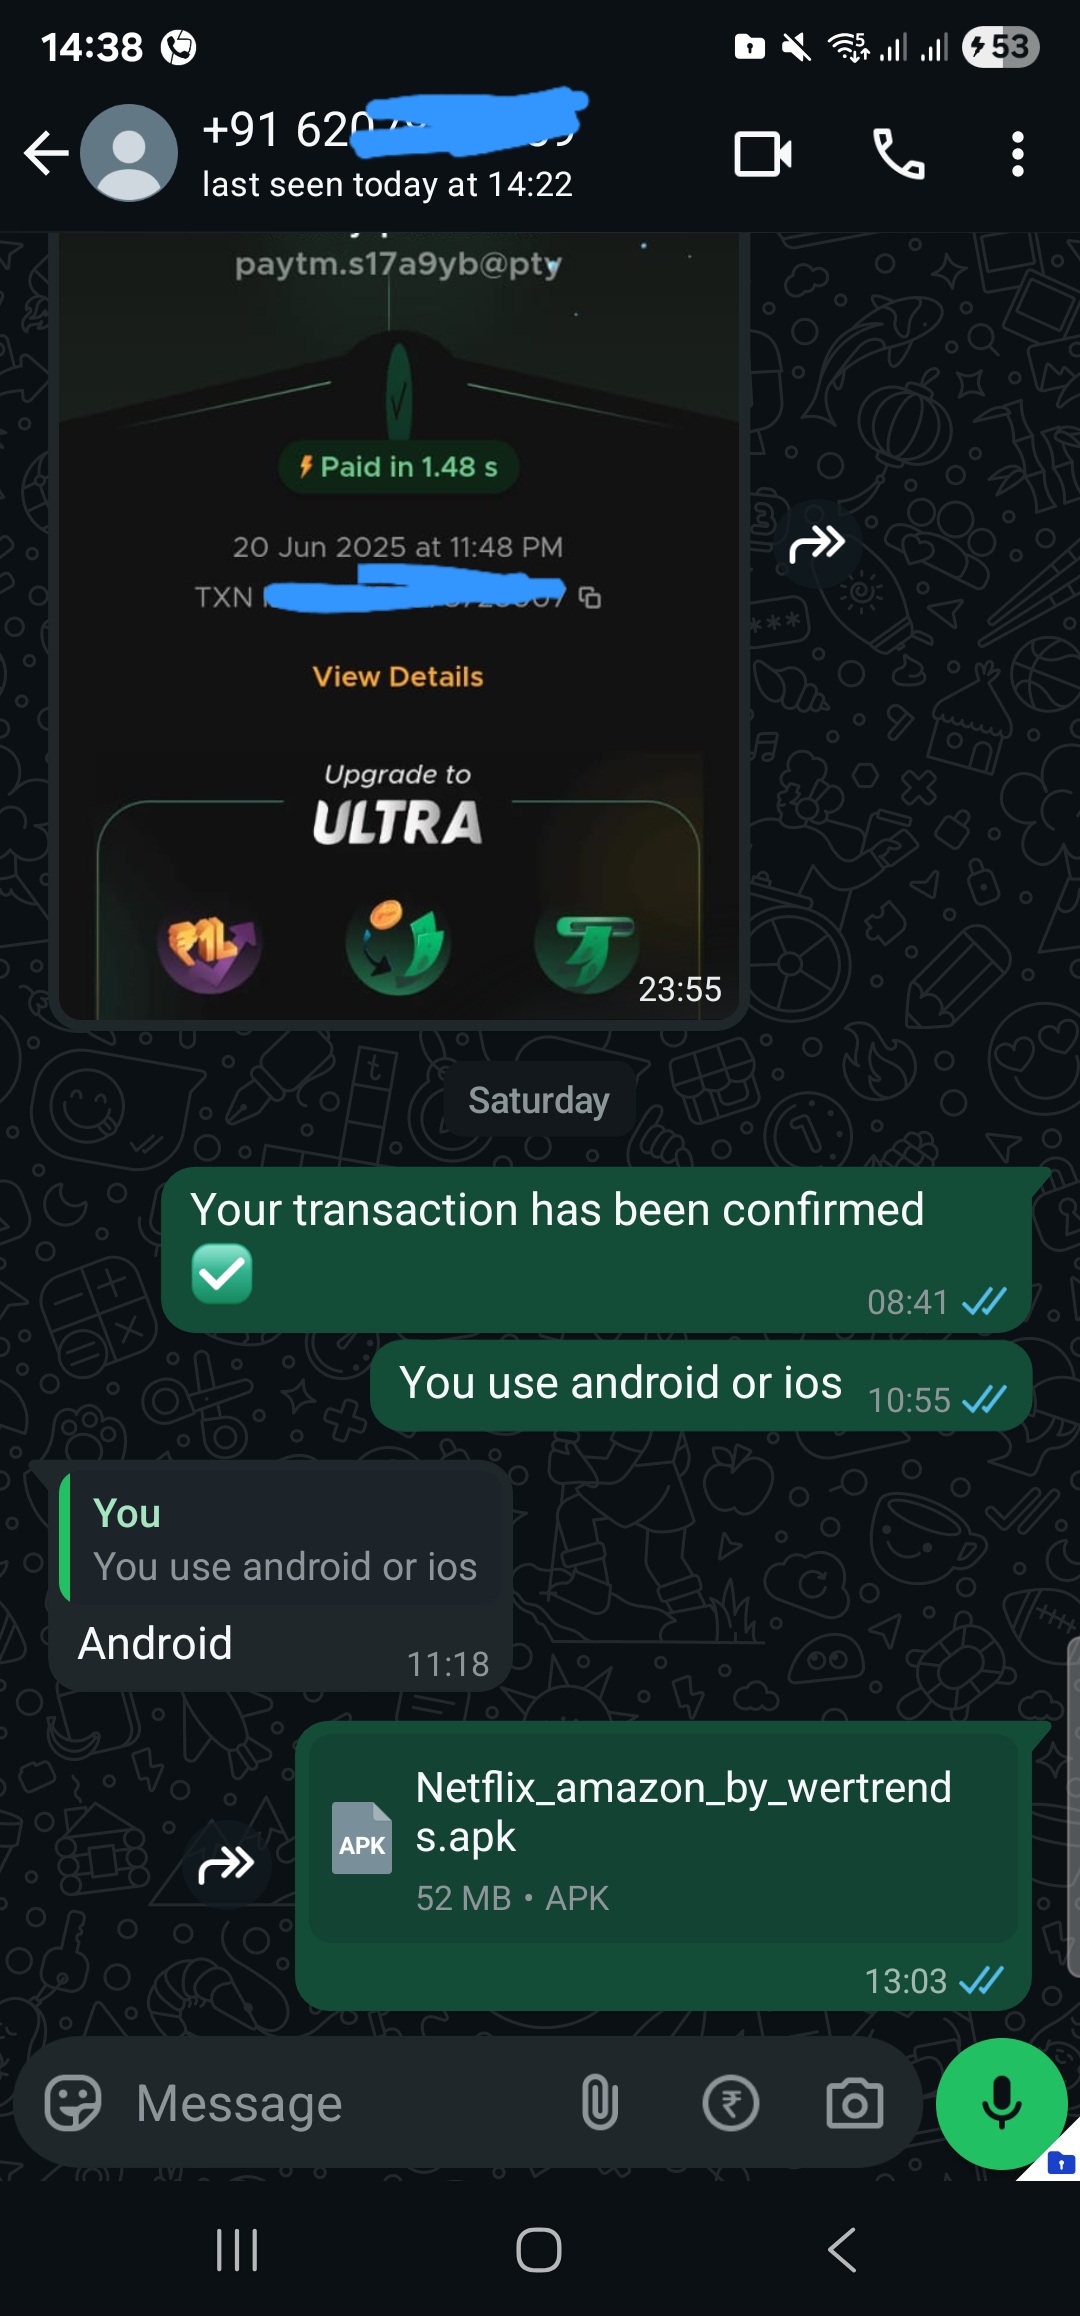 14:38
5
53
+91 620
last seen today at 14:22
paytm.s17a9yb@pty
Paid in 1.48 s
20 Jun 2025 at 11:48 PM
TXN
View Details
Upgrade to
ULTRA
₹1L
23:55
Saturday
Your transaction has been confirmed
✅
08:41
You use android or ios
10:55
You
You use android or ios
Android
11:18
Netflix_amazon_by_wertrend
s.apk
APK
52 MB • APK
13:03
Message